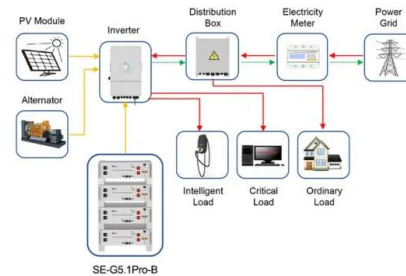 PV Module
Inverter
Distribution
Box
Electricity
Meter
Power
Grid
Alternator
Intelligent
Load
Critical
Load
Ordinary
Load
SE-G5.1Pro-B